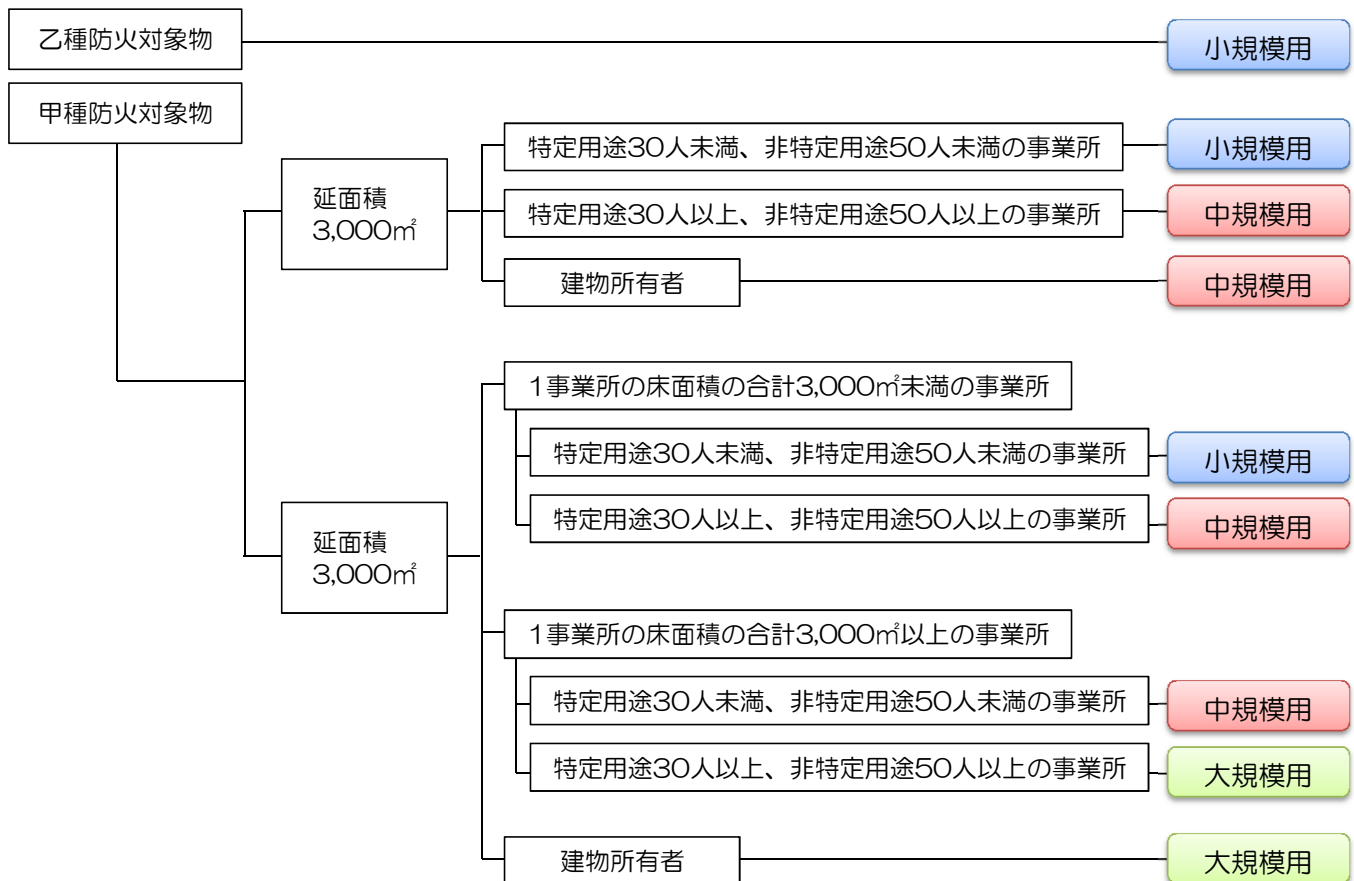 乙種防火対象物
小規模用
甲種防火対象物
延面積
3,000㎡
特定用途30人未満、非特定用途50人未満の事業所
小規模用
特定用途30人以上、非特定用途50人以上の事業所
中規模用
建物所有者
中規模用
延面積
3,000㎡
1事業所の床面積の合計3,000㎡未満の事業所
特定用途30人未満、非特定用途50人未満の事業所
小規模用
特定用途30人以上、非特定用途50人以上の事業所
中規模用
1事業所の床面積の合計3,000㎡以上の事業所
特定用途30人未満、非特定用途50人未満の事業所
中規模用
特定用途30人以上、非特定用途50人以上の事業所
大規模用
建物所有者
大規模用